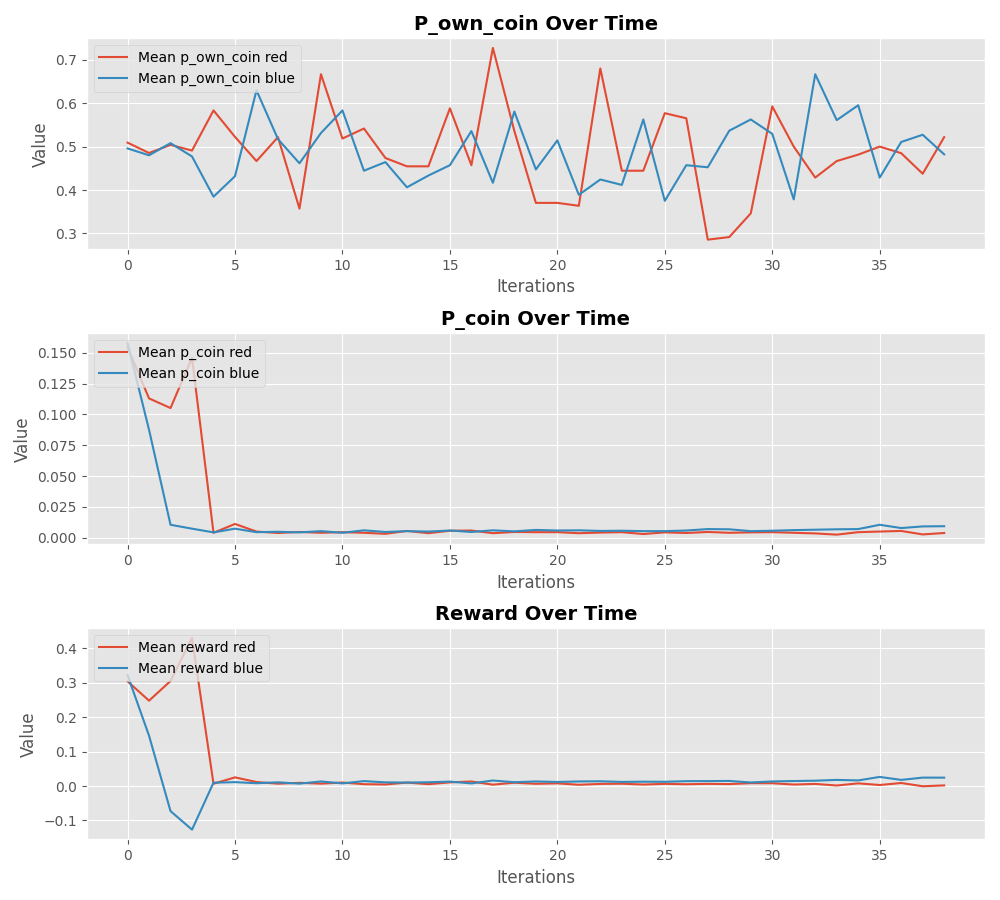 P_own_coin Over Time
Mean p_own_coin red
Mean p_own_coin blue
Value
0.7
0.6
0.5
0.4
0.3
0 5 10 15 20 25 30 35
Iterations
P_coin Over Time
Mean p_coin red
Mean p_coin blue
Value
0.150
0.125
0.100
0.075
0.050
0.025
0.000
0 5 10 15 20 25 30 35
Iterations
Reward Over Time
Mean reward red
Mean reward blue
Value
0.4
0.3
0.2
0.1
0.0
−0.1
0 5 10 15 20 25 30 35
Iterations